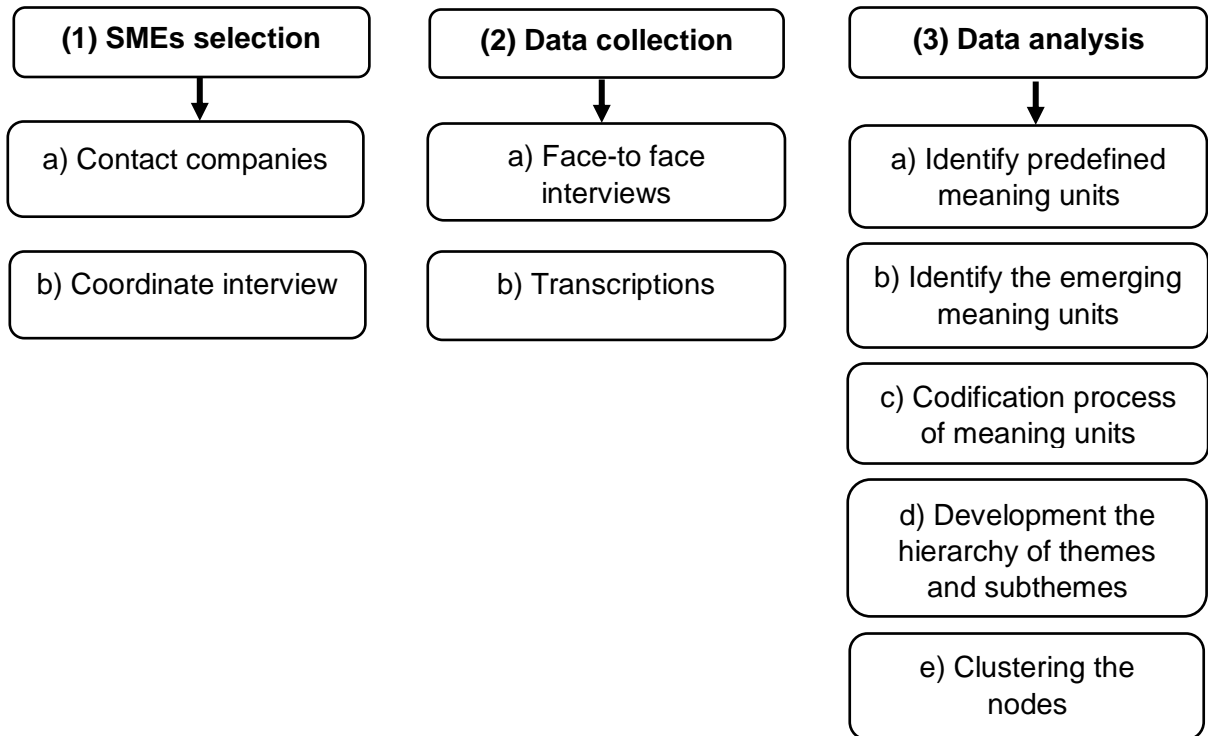 (1) SMEs selection
a) Contact companies
b) Coordinate interview
(2) Data collection
a) Face-to face
interviews
b) Transcriptions
(3) Data analysis
a) Identify predefined
meaning units
b) Identify the emerging
meaning units
c) Codification process
of meaning units
d) Development the
hierarchy of themes
and subthemes
e) Clustering the
nodes